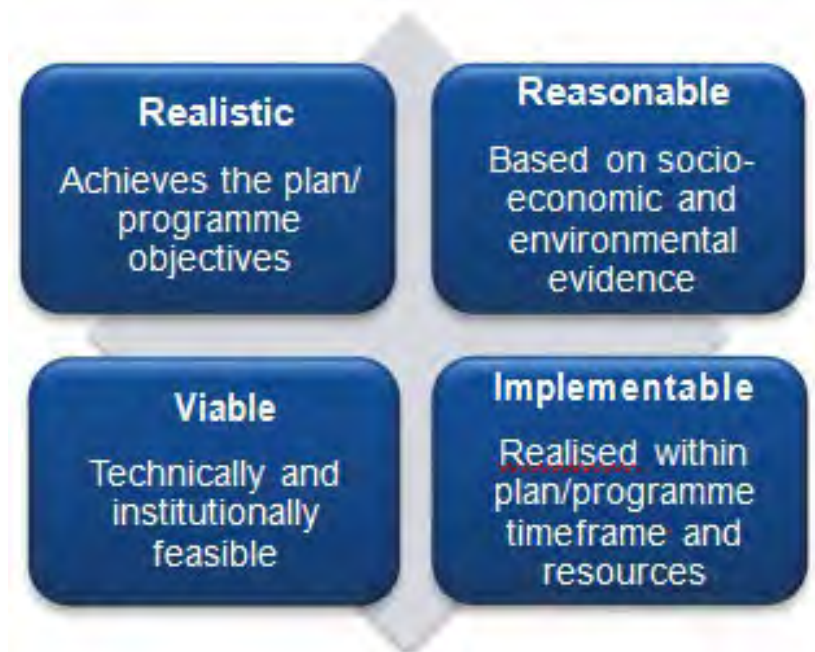 Realistic
Achieves the plan/
programme
objectives
Reasonable
Based on socio-
economic and
environmental
evidence
Viable
Technically and
institutionally
feasible
Implementable
Realised within
plan/programme
timeframe and
resources